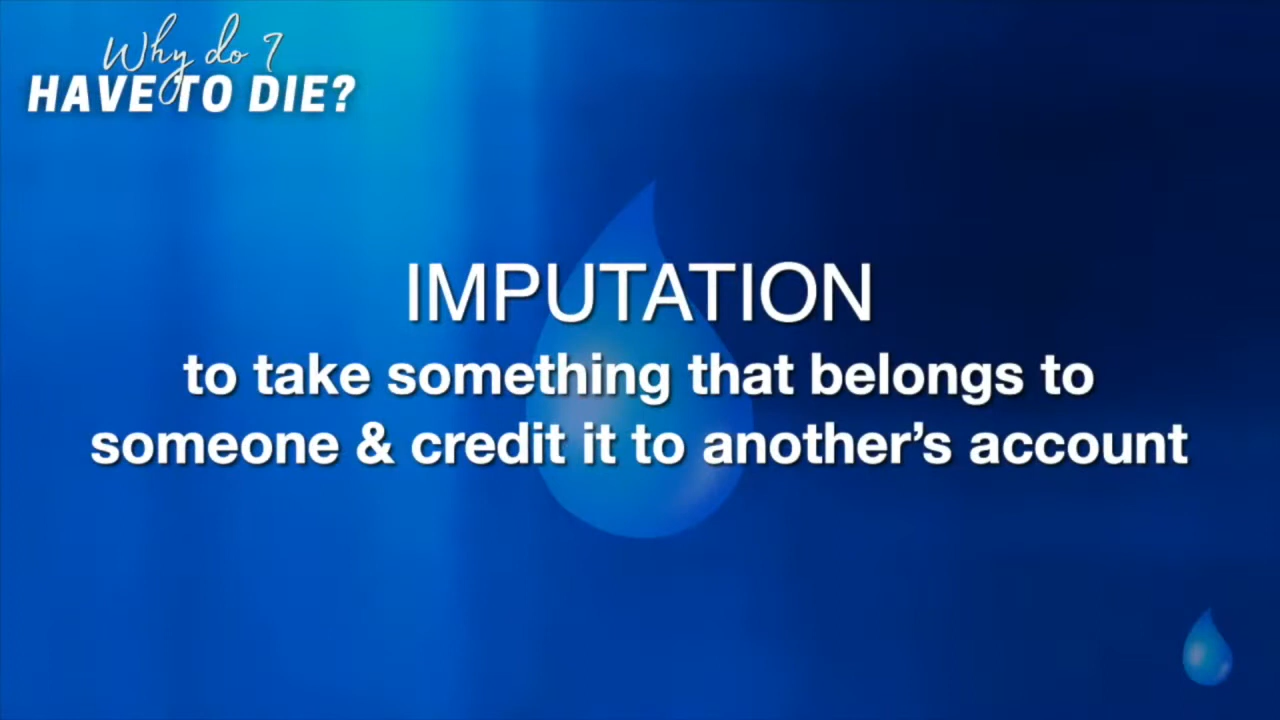 Why do I
HAVE TO DIE?
IMPUTATION
to take something that belongs to
someone & credit it to another’s account